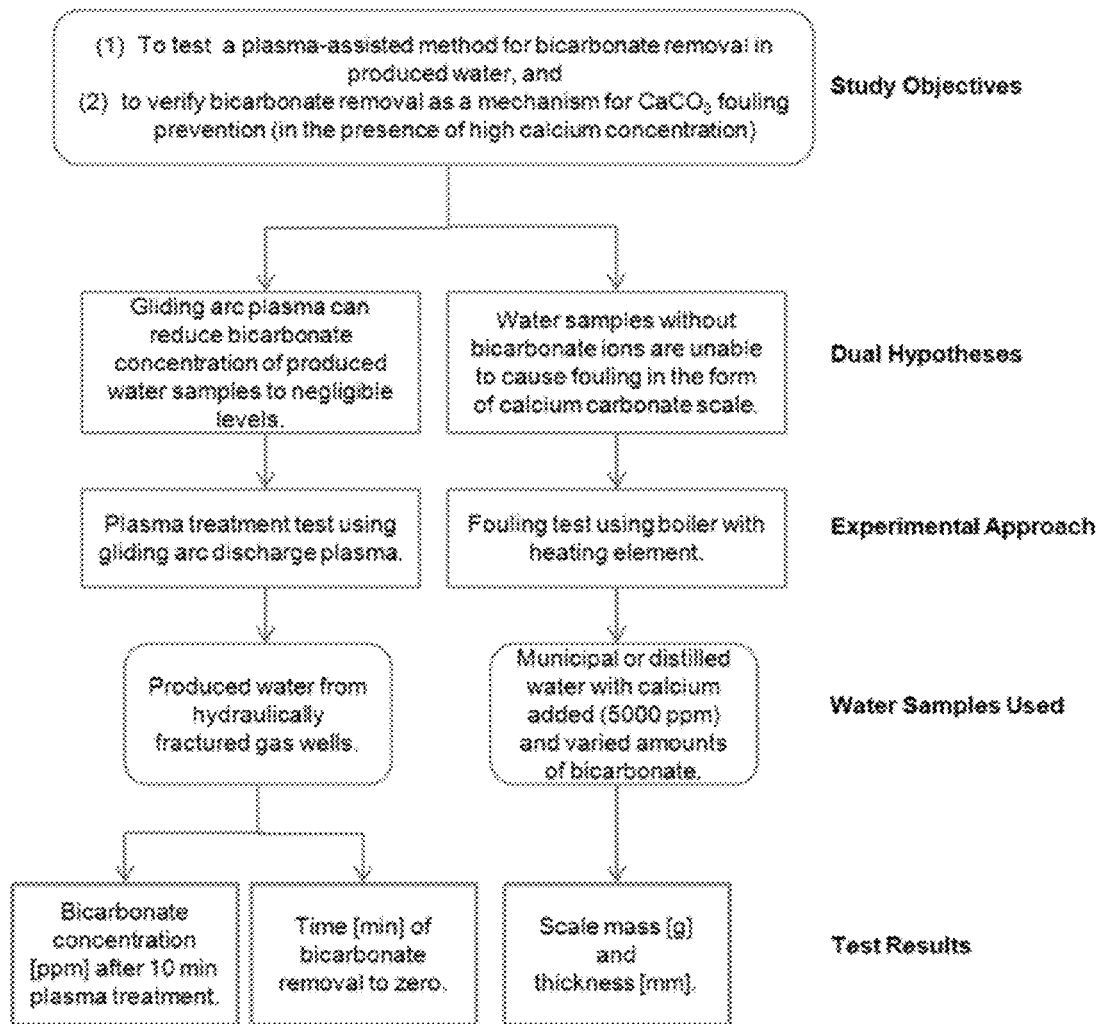 (1) To test a plasma-assisted method for bicarbonate removal in
produced water, and
(2) to verify bicarbonate removal as a mechanism for CaCO₃ fouling
prevention (in the presence of high calcium concentration)
Study Objectives
Gliding arc plasma can
reduce bicarbonate
concentration of produced
water samples to negligible
levels.
Water samples without
bicarbonate ions are unable
to cause fouling in the form
of calcium carbonate scale.
Dual Hypotheses
Plasma treatment test using
gliding arc discharge plasma.
Fouling test using boiler with
heating element.
Experimental Approach
Produced water from
hydraulically
fractured gas wells.
Municipal or distilled
water with calcium
added (5000 ppm)
and varied amounts
of bicarbonate.
Water Samples Used
Bicarbonate
concentration
[ppm] after 10 min
plasma treatment.
Time [min] of
bicarbonate
removal to zero.
Scale mass [g]
and
thickness [mm].
Test Results